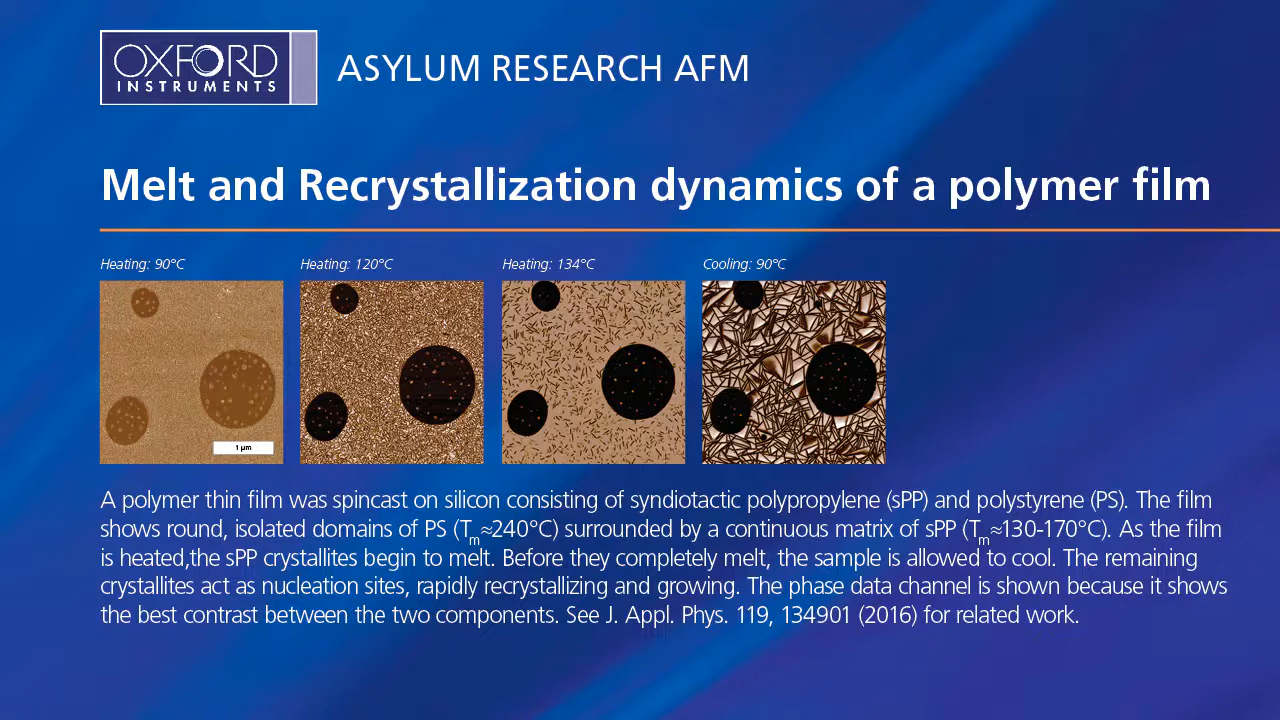 OXFORD
INSTRUMENTS
ASYLUM RESEARCH AFM
Melt and Recrystallization dynamics of a polymer film
Heating: 90°C
Heating: 120°C
Heating: 134°C
Cooling: 90°C
1 µm
A polymer thin film was spincast on silicon consisting of syndiotactic polypropylene (sPP) and polystyrene (PS). The film
shows round, isolated domains of PS (Tm≈240°C) surrounded by a continuous matrix of sPP (Tm≈130-170°C). As the film
is heated,the sPP crystallites begin to melt. Before they completely melt, the sample is allowed to cool. The remaining
crystallites act as nucleation sites, rapidly recrystallizing and growing. The phase data channel is shown because it shows
the best contrast between the two components. See J. Appl. Phys. 119, 134901 (2016) for related work.